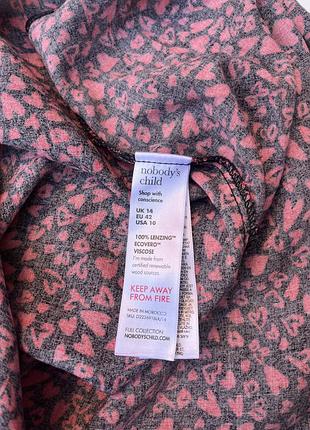 nobody's
child
Shop with
conscience
UK 14
EU 42
USA 10
100% LENZING™
ECOVERO™
VISCOSE
I'm made from
certified renewable
wood sources.
KEEP AWAY
FROM FIRE
MADE IN MOROCCO
FULL COLLECTION
NOBODYSCHILD.COM